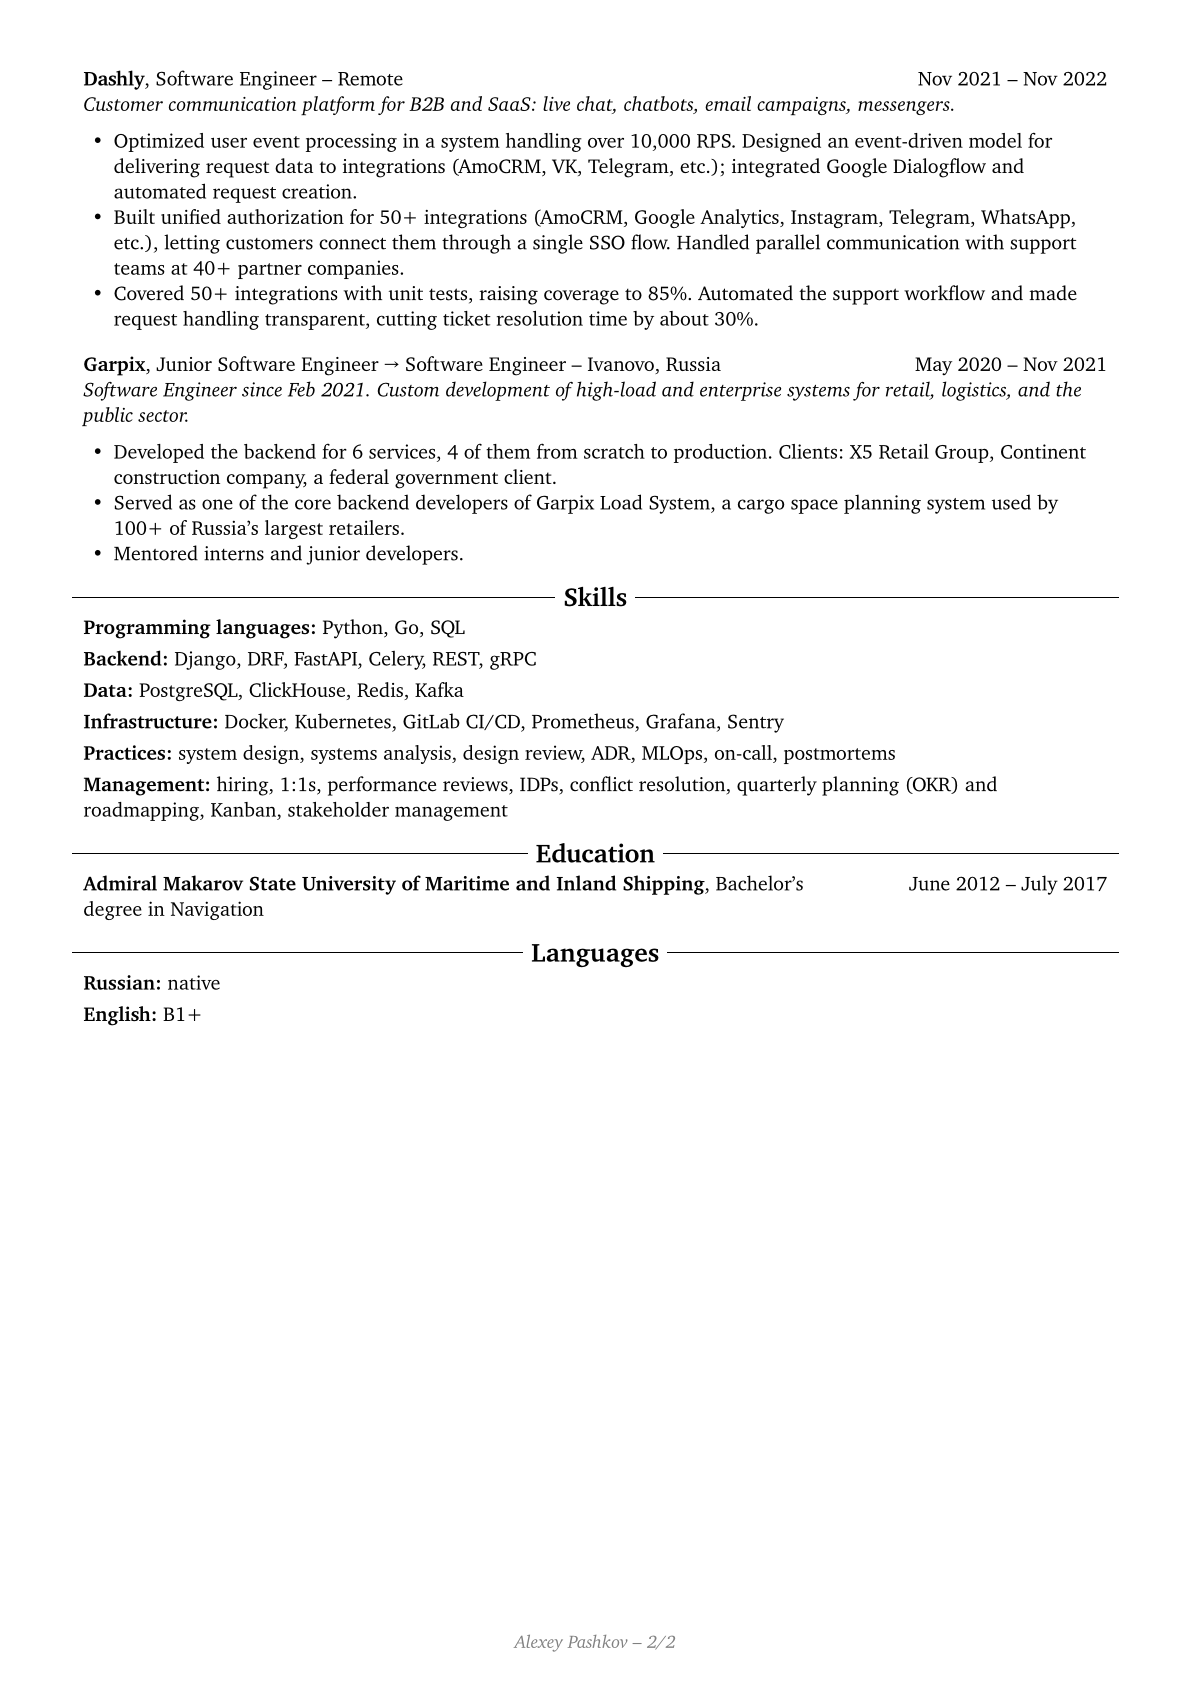 Dashly, Software Engineer – Remote Nov 2021 – Nov 2022
Customer communication platform for B2B and SaaS: live chat, chatbots, email campaigns, messengers.
• Optimized user event processing in a system handling over 10,000 RPS. Designed an event-driven model for
delivering request data to integrations (AmoCRM, VK, Telegram, etc.); integrated Google Dialogflow and
automated request creation.
• Built unified authorization for 50+ integrations (AmoCRM, Google Analytics, Instagram, Telegram, WhatsApp,
etc.), letting customers connect them through a single SSO flow. Handled parallel communication with support
teams at 40+ partner companies.
• Covered 50+ integrations with unit tests, raising coverage to 85%. Automated the support workflow and made
request handling transparent, cutting ticket resolution time by about 30%.
Garpix, Junior Software Engineer → Software Engineer – Ivanovo, Russia May 2020 – Nov 2021
Software Engineer since Feb 2021. Custom development of high-load and enterprise systems for retail, logistics, and the
public sector.
• Developed the backend for 6 services, 4 of them from scratch to production. Clients: X5 Retail Group, Continent
construction company, a federal government client.
• Served as one of the core backend developers of Garpix Load System, a cargo space planning system used by
100+ of Russia’s largest retailers.
• Mentored interns and junior developers.
Skills
Programming languages: Python, Go, SQL
Backend: Django, DRF, FastAPI, Celery, REST, gRPC
Data: PostgreSQL, ClickHouse, Redis, Kafka
Infrastructure: Docker, Kubernetes, GitLab CI/CD, Prometheus, Grafana, Sentry
Practices: system design, systems analysis, design review, ADR, MLOps, on-call, postmortems
Management: hiring, 1:1s, performance reviews, IDPs, conflict resolution, quarterly planning (OKR) and
roadmapping, Kanban, stakeholder management
Education
Admiral Makarov State University of Maritime and Inland Shipping, Bachelor’s June 2012 – July 2017
degree in Navigation
Languages
Russian: native
English: B1+
Alexey Pashkov – 2/2